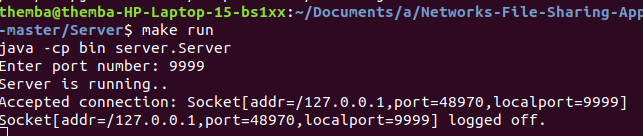 themba@themba-HP-Laptop-15-bs1xx:~/Documents/a/Networks-File-Sharing-App
-master/Server$ make run
java -cp bin server.Server
Enter port number: 9999
Server is running..
Accepted connection: Socket[addr=/127.0.0.1,port=48970,localport=9999]
Socket[addr=/127.0.0.1,port=48970,localport=9999] logged off.